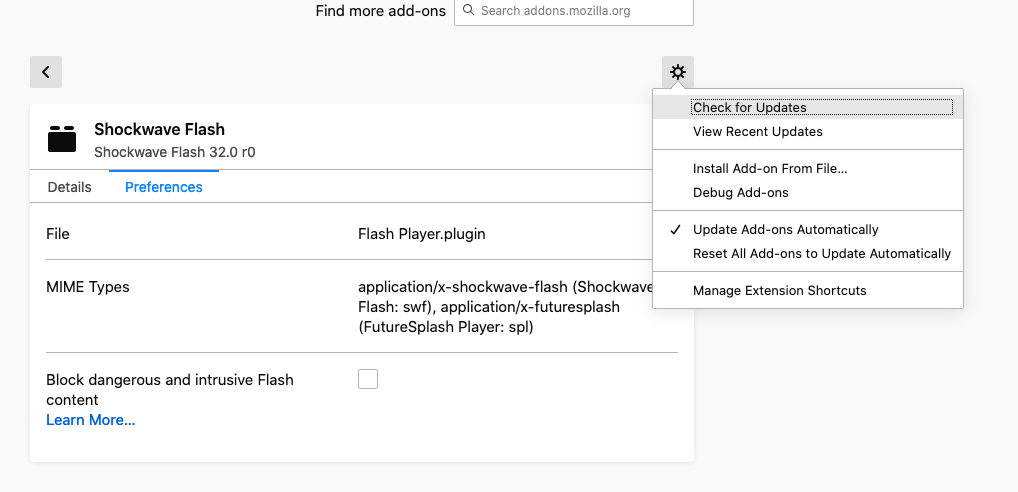 Find more add-ons
Search addons.mozilla.org
Shockwave Flash
Shockwave Flash 32.0 r0
Details
Preferences
File
Flash Player.plugin
MIME Types
application/x-shockwave-flash (Shockwave
Flash: swf), application/x-futuresplash
(FutureSplash Player: spl)
Block dangerous and intrusive Flash
content
Learn More...
Check for Updates
View Recent Updates
Install Add-on From File...
Debug Add-ons
Update Add-ons Automatically
Reset All Add-ons to Update Automatically
Manage Extension Shortcuts